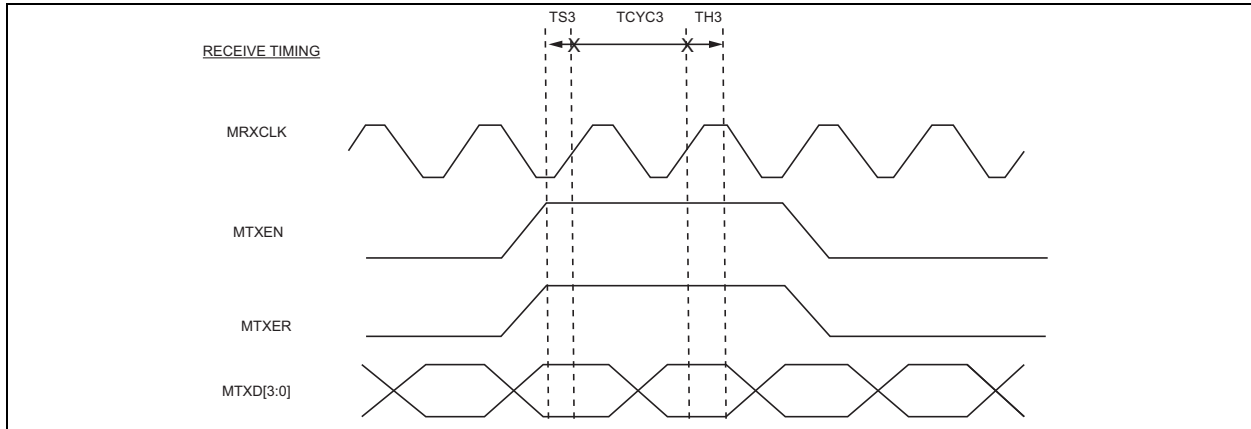 TS3 TCYC3 TH3
RECEIVE TIMING
MRXCLK
MTXEN
MTXER
MTXD[3:0]